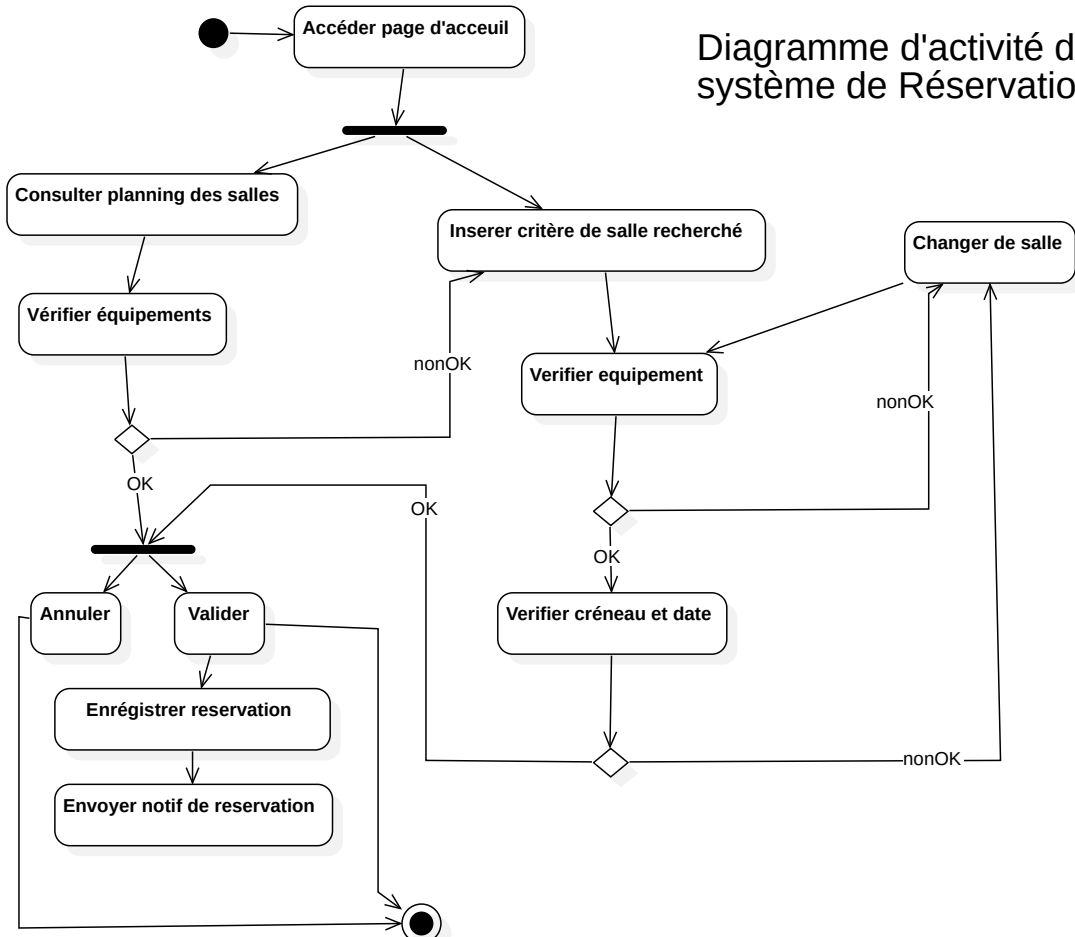 Accéder page d'acceuil
Diagramme d'activité d
système de Réservatio
Consulter planning des salles
Inserer critère de salle recherché
Changer de salle
Vérifier équipements
nonOK
Verifier equipement
nonOK
OK
OK
OK
Annuler
Valider
Verifier créneau et date
Enrégistrer reservation
nonOK
Envoyer notif de reservation